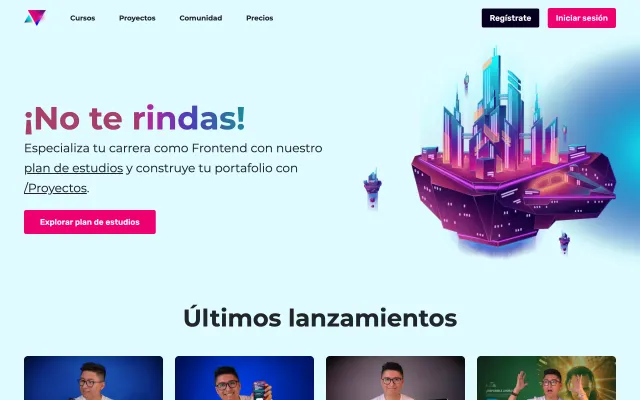 Cursos Proyectos Comunidad Precios Regístrate Iniciar sesión
¡No te rindas!
Especializa tu carrera como Frontend con nuestro
plan de estudios y construye tu portafolio con
/Proyectos.
Explorar plan de estudios
Últimos lanzamientos